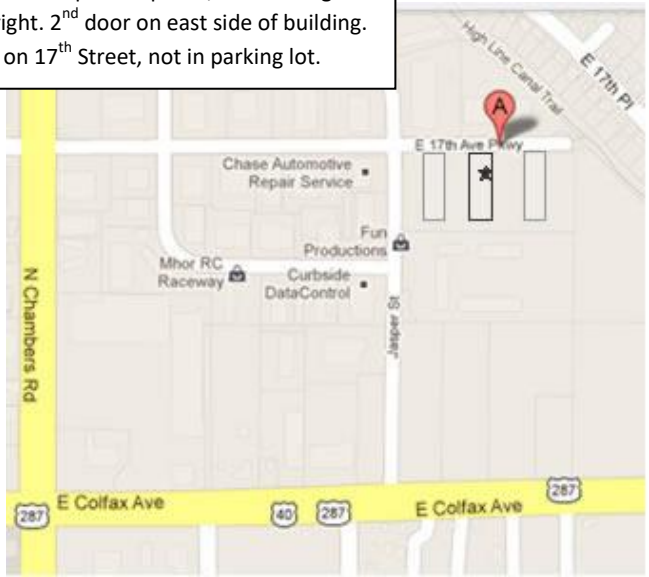 right. 2nd door on east side of building.
on 17th Street, not in parking lot.
High Line Canal Trail
E 17th Pl
A
E 17th Ave Pkwy
Chase Automotive
Repair Service
Fun
Productions
Mhor RC
Raceway
Curbside
DataControl
N Chambers Rd
Jasper St
287
E Colfax Ave
287
40
287
E Colfax Ave